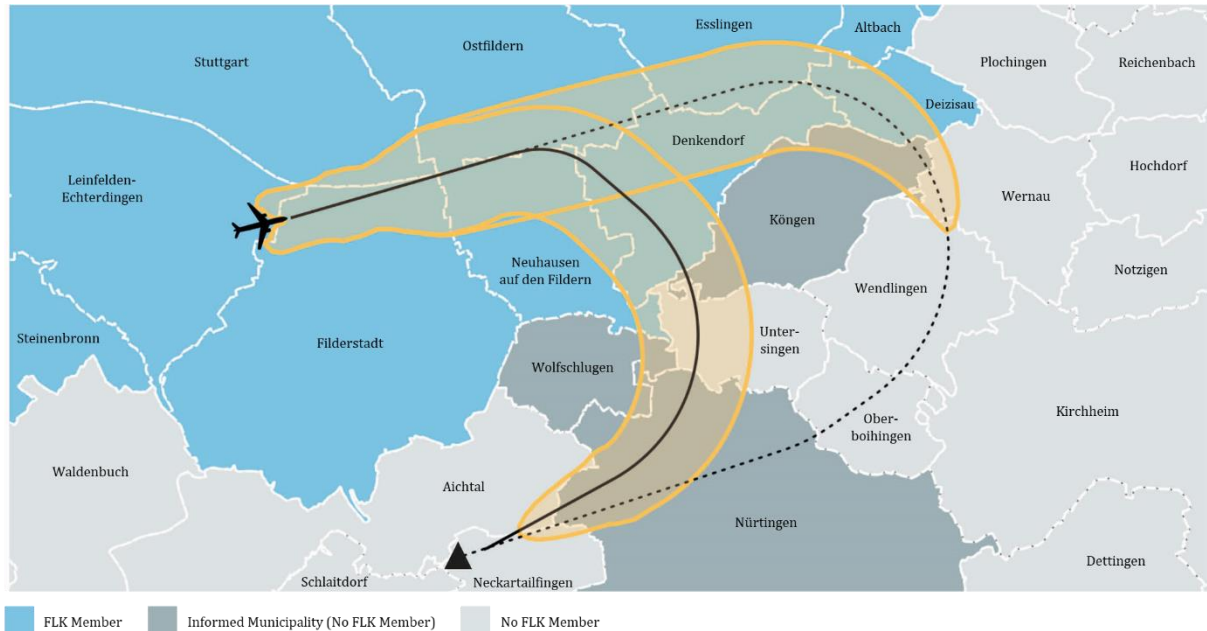 Esslingen
Altbach
Ostfildern
Stuttgart
Plochingen
Reichenbach
Deizisau
Denkendorf
Hochdorf
Leinfelden-
Echterdingen
Wernau
Köngen
Neuhausen
auf den Fildern
Notzigen
Wendlingen
Steinenbronn
Filderstadt
Unter-
singen
Wolfschlugen
Kirchheim
Ober-
boihingen
Waldenbuch
Aichtal
Nürtingen
Dettingen
Schlaitdorf
Neckartailfingen
FLK Member
Informed Municipality (No FLK Member)
No FLK Member